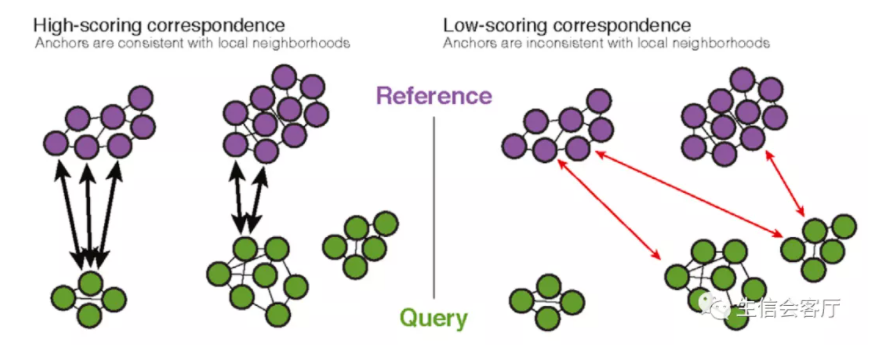 High-scoring correspondence
Anchors are consistent with local neighborhoods
Low-scoring correspondence
Anchors are inconsistent with local neighborhoods
Reference
Query
生信会客厅